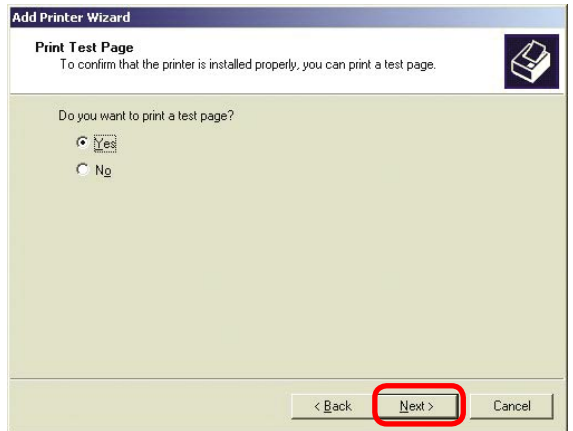 Add Printer Wizard
Print Test Page
To confirm that the printer is installed properly, you can print a test page.
Do you want to print a test page?
Yes
No
< Back
Next >
Cancel